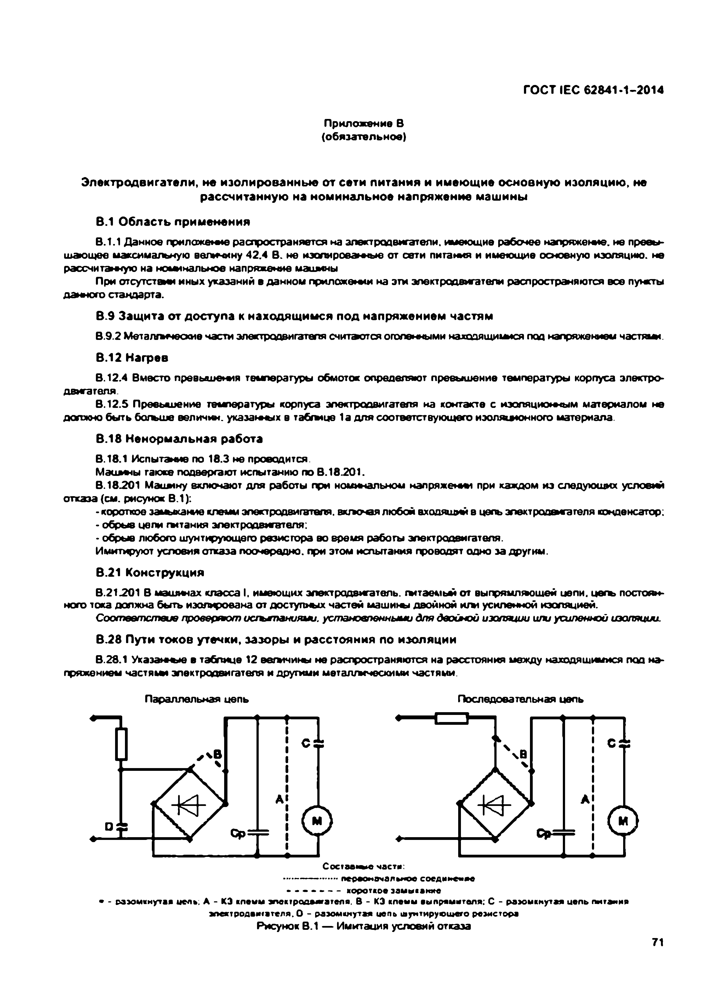 ГОСТ IEC 62841-1–2014
Приложение В
(обязательное)
Электродвигатели, не изолированные от сети питания и имеющие основную изоляцию, не
рассчитанную на номинальное напряжение машины
В.1 Область применения
В.1.1 Данное приложение распространяется на электродвигатели, имеющие рабочее напряжение, не превы-
шающее максимальную величину 42,4 В, не изолированные от сети питания и имеющие основную изоляцию, не
рассчитанную на номинальное напряжение машины
При отсутствии иных указаний в данном приложении на эти электродвигатели распространяются все пункты
данного стандарта.
В.9 Защита от доступа к находящимся под напряжением частям
В.9.2 Металлические части электродвигателя считаются оголенными находящимися под напряжением частями.
В.12 Нагрев
В.12.4 Вместо превышения температуры обмоток определяют превышение температуры корпуса электро-
двигателя.
В.12.5 Превышение температуры корпуса электродвигателя на контакте с изоляционным материалом не
должно быть больше величин, указанных в таблице 1а для соответствующего изоляционного материала.
В.18 Ненормальная работа
В.18.1 Испытание по 18.3 не проводится.
Машины также подвергают испытанию по В.18.201.
В.18.201 Машину включают для работы при номинальном напряжении при каждом из следующих условий
отказа (см. рисунок В.1):
- короткое замыкание клемм электродвигателя, включая любой входящий в цепь электродвигателя конденсатор;
- обрыв цепи питания электродвигателя;
- обрыв любого шунтирующего резистора во время работы электродвигателя.
Имитируют условия отказа поочередно, при этом испытания проводят одно за другим.
В.21 Конструкция
В.21.201 В машинах класса I, имеющих электродвигатель, питаемый от выпрямляющей цепи, цепь постоян-
ного тока должна быть изолирована от доступных частей машины двойной или усиленной изоляцией.
Соответствие проверяют испытаниями, установленными для двойной изоляции или усиленной изоляции.
В.28 Пути токов утечки, зазоры и расстояния по изоляции
В.28.1 Указанные в таблице 12 величины не распространяются на расстояния между находящимися под на-
пряжением частями электродвигателя и другими металлическими частями.
Параллельная цепь
Последовательная цепь
C
B
A
M
D
Cp
C
B
A
M
Cp
Составные части:
первоначальное соединение
короткое замыкание
- разомкнутая цепь; А – КЗ клемм электродвигателя, В – КЗ клемм выпрямителя; С – разомкнутая цепь питания
электродвигателя, D – разомкнутая цепь шунтирующего резистора
Рисунок В.1 — Имитация условий отказа
71